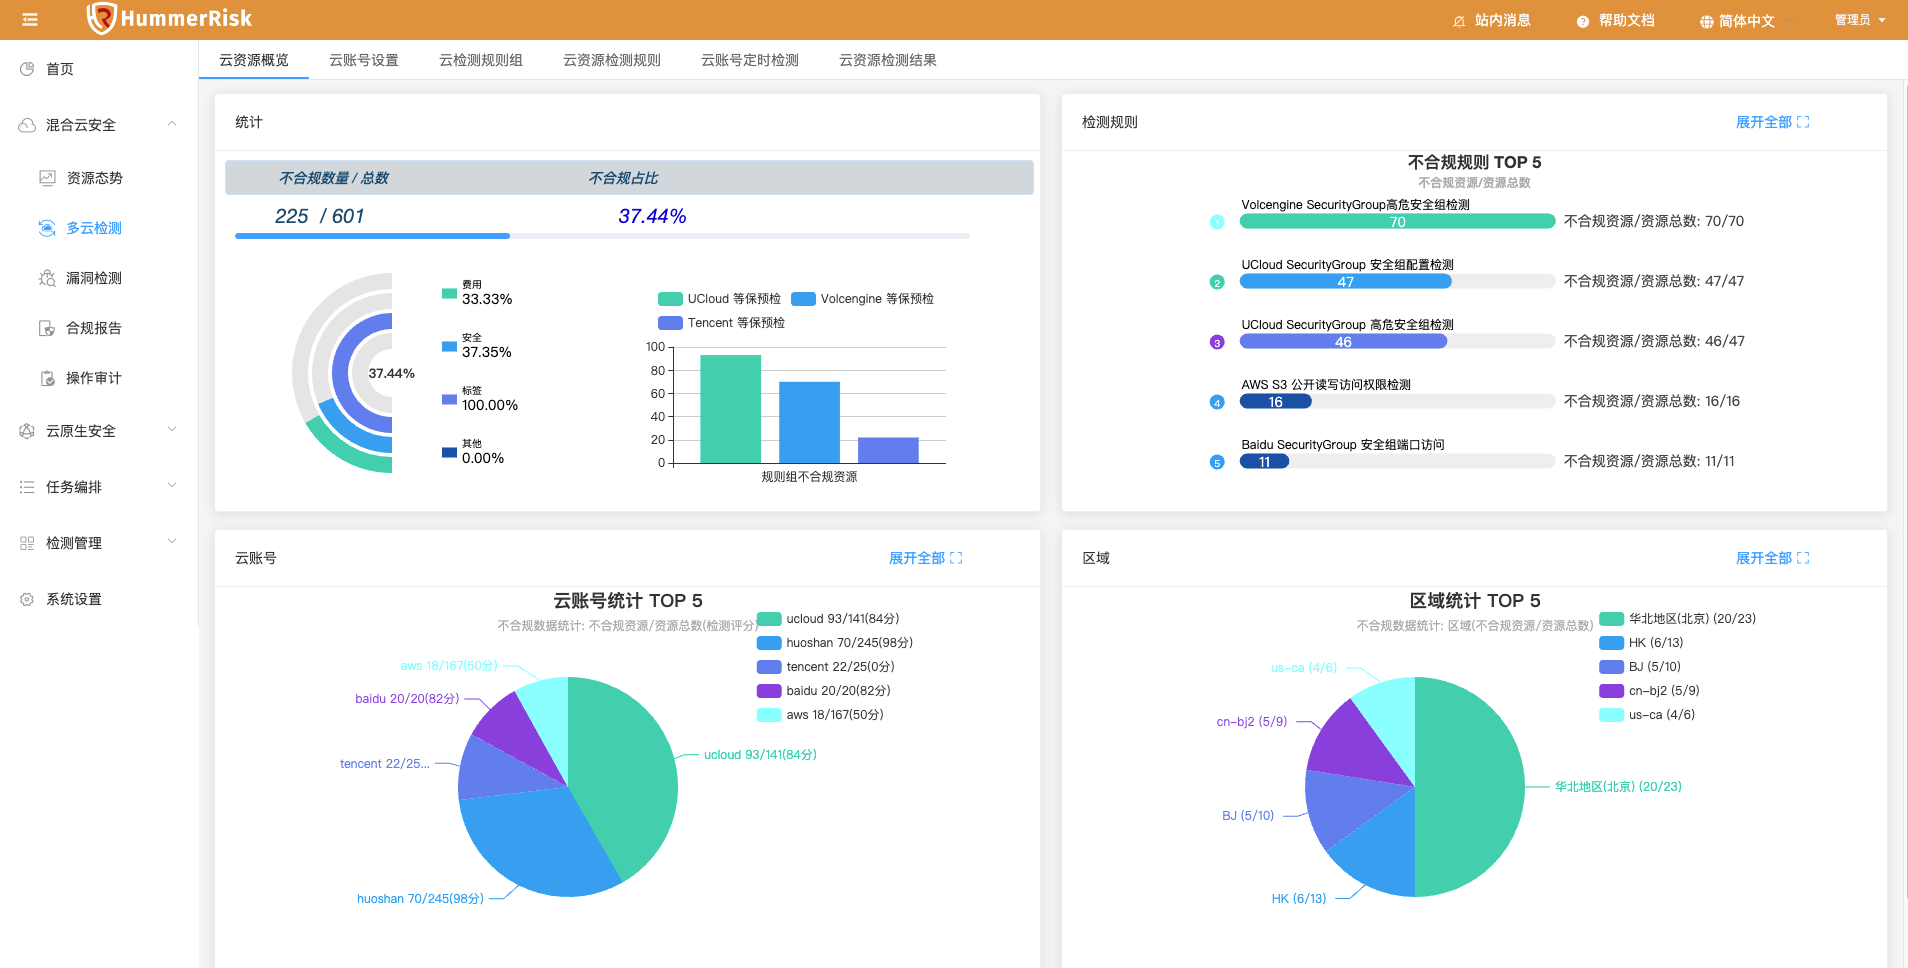 HummerRisk
站内消息
帮助文档
简体中文
管理员
首页
混合云安全
资源态势
多云检测
漏洞检测
合规报告
操作审计
云原生安全
任务编排
检测管理
系统设置
云资源概览
云账号设置
云检测规则组
云资源检测规则
云账号定时检测
云资源检测结果
统计
不合规数量 / 总数
不合规占比
225 / 601
37.44%
37.44%
费用
33.33%
安全
37.35%
标签
100.00%
其他
0.00%
UCloud 等保预检
Volcengine 等保预检
Tencent 等保预检
100
80
60
40
20
0
规则组不合规资源
检测规则
展开全部
不合规规则 TOP 5
不合规资源/资源总数
Volcengine SecurityGroup高危安全组检测
1
70
不合规资源/资源总数: 70/70
UCloud SecurityGroup 安全组配置检测
2
47
不合规资源/资源总数: 47/47
UCloud SecurityGroup 高危安全组检测
3
46
不合规资源/资源总数: 46/47
AWS S3 公开读写访问权限检测
4
16
不合规资源/资源总数: 16/16
Baidu SecurityGroup 安全组端口访问
5
11
不合规资源/资源总数: 11/11
云账号
展开全部
云账号统计 TOP 5
不合规数据统计: 不合规资源/资源总数(检测评分)
ucloud 93/141(84分)
huoshan 70/245(98分)
tencent 22/25(0分)
baidu 20/20(82分)
aws 18/167(50分)
aws 18/167(50分)
baidu 20/20(82分)
tencent 22/25...
ucloud 93/141(84分)
huoshan 70/245(98分)
区域
展开全部
区域统计 TOP 5
不合规数据统计: 区域(不合规资源/资源总数)
华北地区(北京) (20/23)
HK (6/13)
BJ (5/10)
cn-bj2 (5/9)
us-ca (4/6)
us-ca (4/6)
cn-bj2 (5/9)
华北地区(北京) (20/23)
BJ (5/10)
HK (6/13)